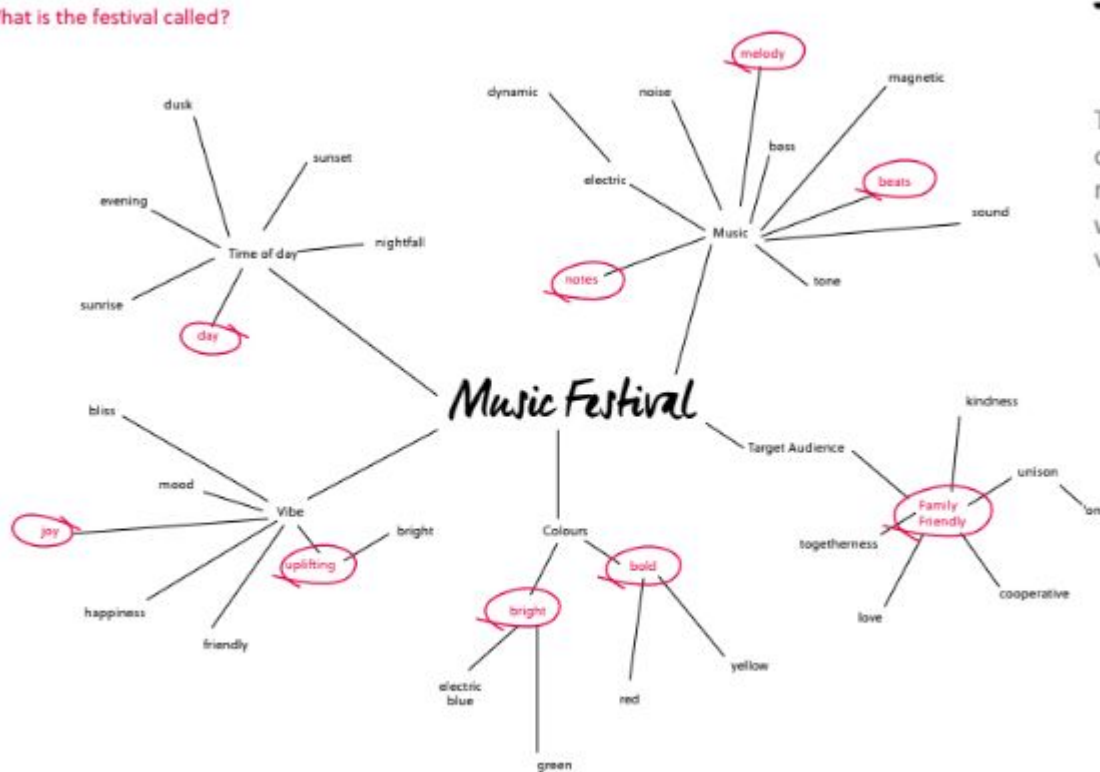 hat is the festival called?
melody
magnetic
dynamic
noise
dusk
bass
sunset
electric
beats
evening
sound
Music
nightfall
Time of day
notes
tone
sunrise
day
Music Festival
kindness
bliss
Target Audience
unison
mood
Family
Friendly
Vibe
joy
bright
Colours
togetherness
uplifting
bold
cooperative
bright
happiness
love
friendly
yellow
electric
blue
red
green